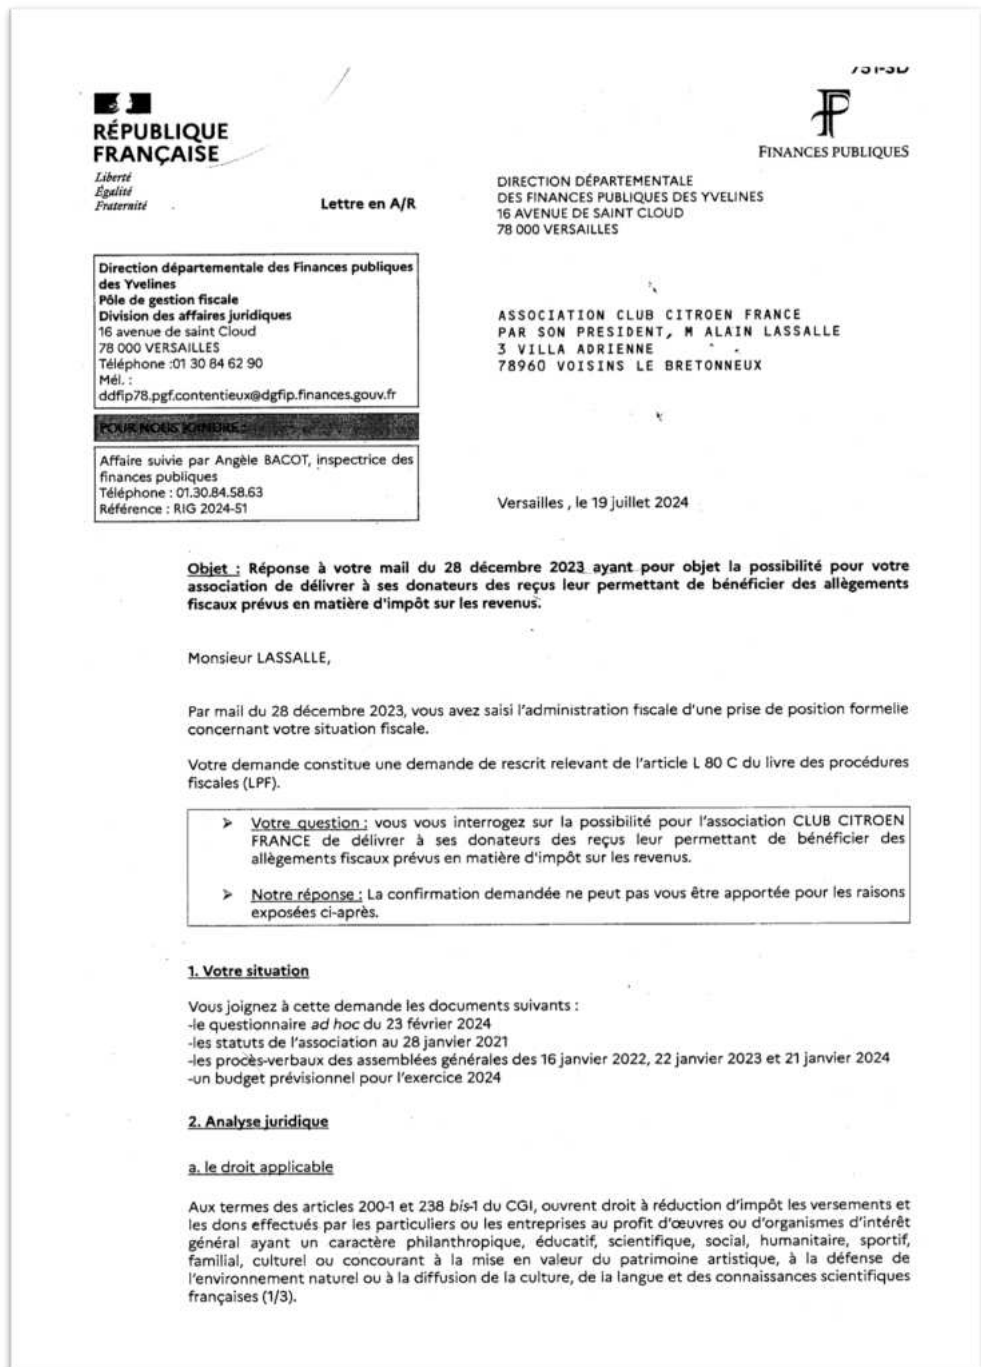 751-SD
RÉPUBLIQUE
FRANÇAISE
Liberté
Égalité
Fraternité
Lettre en A/R
FINANCES PUBLIQUES
DIRECTION DÉPARTEMENTALE
DES FINANCES PUBLIQUES DES YVELINES
16 AVENUE DE SAINT CLOUD
78 000 VERSAILLES
Direction départementale des Finances publiques
des Yvelines
Pôle de gestion fiscale
Division des affaires juridiques
16 avenue de saint Cloud
78 000 VERSAILLES
Téléphone :01 30 84 62 90
Mél. :
ddfip78.pgf.contentieux@dgfip.finances.gouv.fr
POUR NOUS JOINDRE :
Affaire suivie par Angèle BACOT, inspectrice des
finances publiques
Téléphone : 01.30.84.58.63
Référence : RIG 2024-51
ASSOCIATION CLUB CITROEN FRANCE
PAR SON PRESIDENT, M ALAIN LASSALLE
3 VILLA ADRIENNE
78960 VOISINS LE BRETONNEUX
Versailles , le 19 juillet 2024
Objet : Réponse à votre mail du 28 décembre 2023 ayant pour objet la possibilité pour votre
association de délivrer à ses donateurs des reçus leur permettant de bénéficier des allègements
fiscaux prévus en matière d'impôt sur les revenus.
Monsieur LASSALLE,
Par mail du 28 décembre 2023, vous avez saisi l'administration fiscale d'une prise de position formelle
concernant votre situation fiscale.
Votre demande constitue une demande de rescrit relevant de l'article L 80 C du livre des procédures
fiscales (LPF).
➢ Votre question : vous vous interrogez sur la possibilité pour l'association CLUB CITROEN
FRANCE de délivrer à ses donateurs des reçus leur permettant de bénéficier des
allègements fiscaux prévus en matière d'impôt sur les revenus.
➢ Notre réponse : La confirmation demandée ne peut pas vous être apportée pour les raisons
exposées ci-après.
1. Votre situation
Vous joignez à cette demande les documents suivants :
-le questionnaire ad hoc du 23 février 2024
-les statuts de l'association au 28 janvier 2021
-les procès-verbaux des assemblées générales des 16 janvier 2022, 22 janvier 2023 et 21 janvier 2024
-un budget prévisionnel pour l'exercice 2024
2. Analyse juridique
a. le droit applicable
Aux termes des articles 200-1 et 238 bis-1 du CGI, ouvrent droit à réduction d'impôt les versements et
les dons effectués par les particuliers ou les entreprises au profit d'œuvres ou d'organismes d'intérêt
général ayant un caractère philanthropique, éducatif, scientifique, social, humanitaire, sportif,
familial, culturel ou concourant à la mise en valeur du patrimoine artistique, à la défense de
l'environnement naturel ou à la diffusion de la culture, de la langue et des connaissances scientifiques
françaises (1/3).